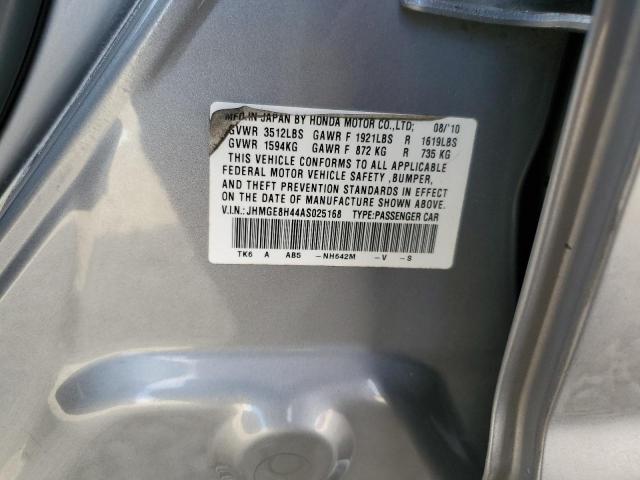 MFD.IN JAPAN BY HONDA MOTOR CO.,LTD. 08/'10
GVWR 3512LBS GAWR F 1921LBS R 1619LBS
GVWR 1594KG GAWR F 872 KG R 735 KG
THIS VEHICLE CONFORMS TO ALL APPLICABLE
FEDERAL MOTOR VEHICLE SAFETY ,BUMPER,
AND THEFT PREVENTION STANDARDS IN EFFECT
ON THE DATE OF MANUFACTURE SHOWN ABOVE.
V.I.N.: JHMGE8H44AS025168 TYPE:PASSENGER CAR
TK6 A AB5 -NH642M -V -S